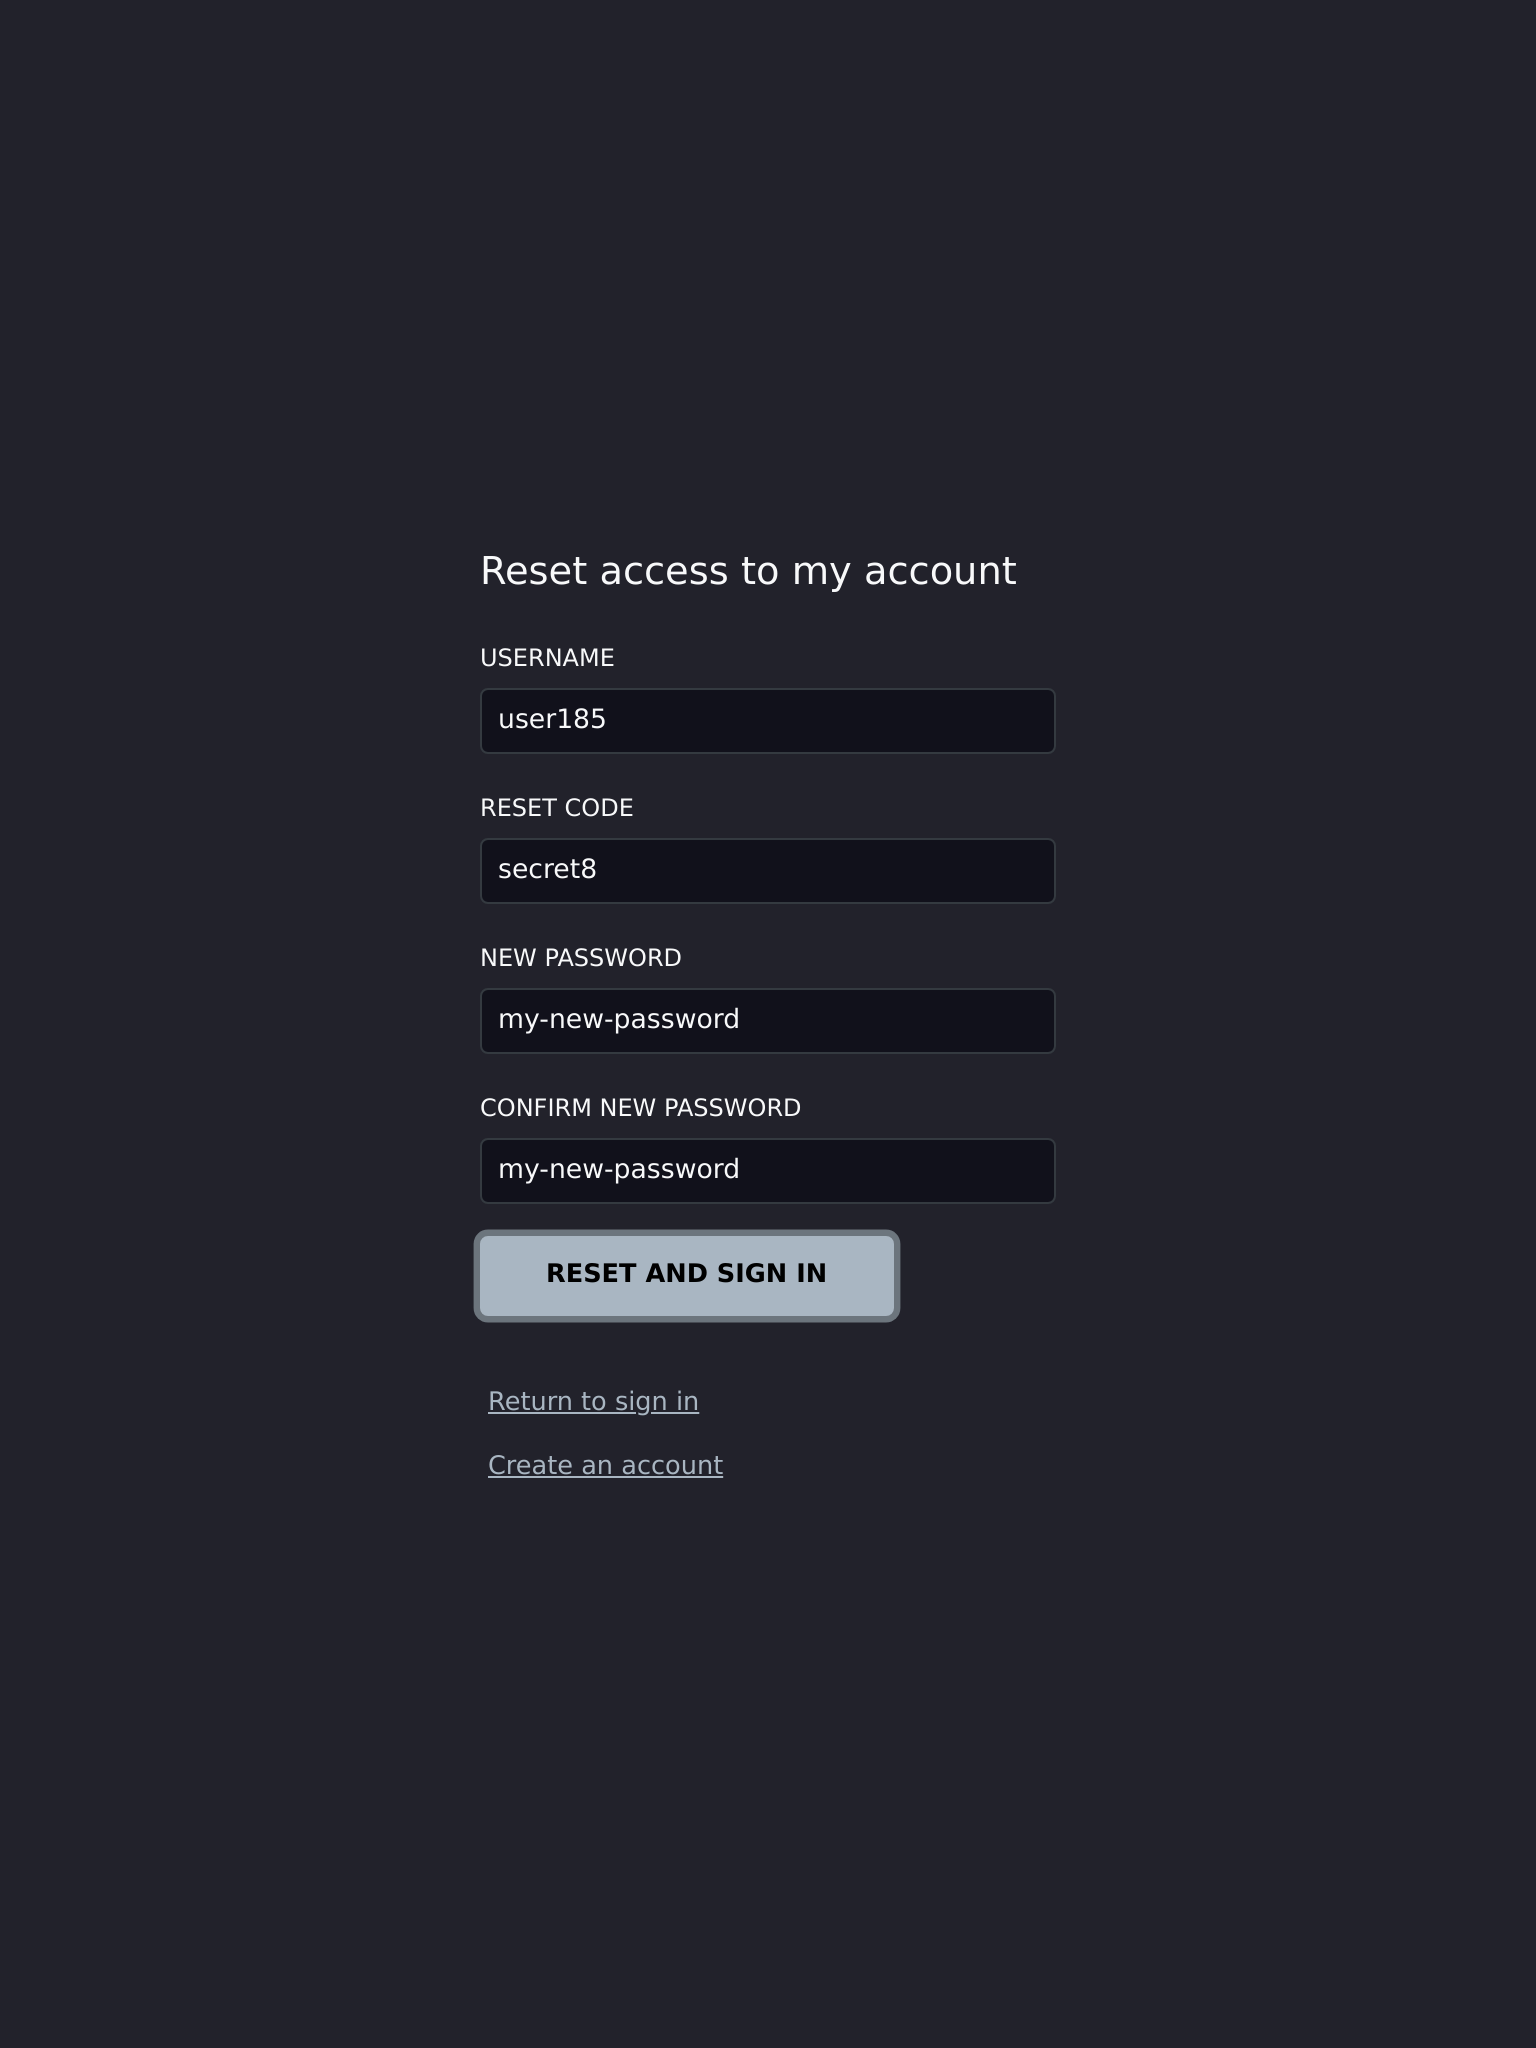 Reset access to my account
USERNAME
user185
RESET CODE
secret8
NEW PASSWORD
my-new-password
CONFIRM NEW PASSWORD
my-new-password
RESET AND SIGN IN
Return to sign in
Create an account